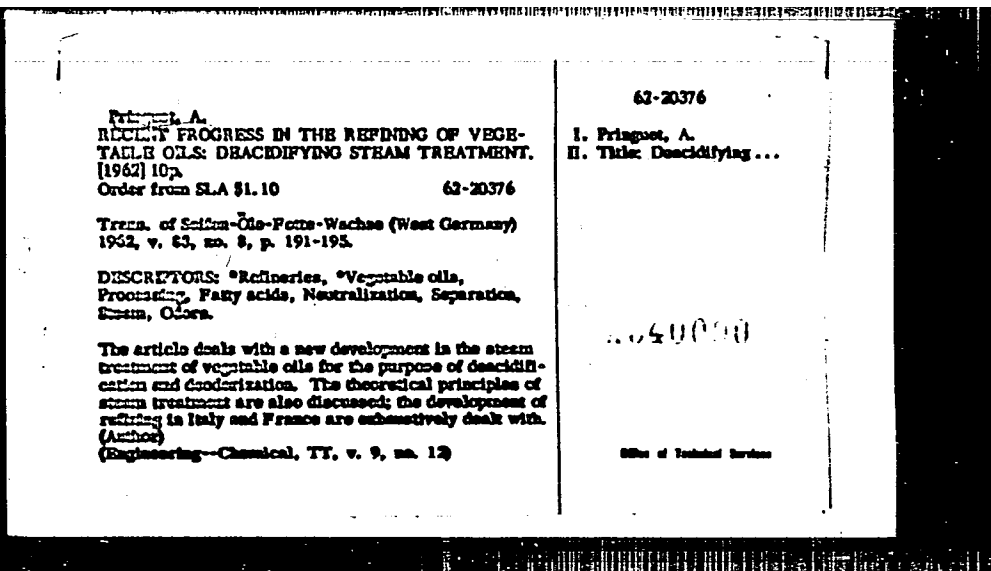 Pringuet, A.
RECENT PROGRESS IN THE REFINING OF VEGE-
TABLE OILS: DEACIDIFYING STEAM TREATMENT.
[1962] 10p.
Order from SLA $1.10 62-20376
Trans. of Seifen-Öle-Fette-Wachse (West Germany)
1962, v. 83, no. 8, p. 191-195.
DESCRIPTORS: *Refineries, *Vegetable oils,
Processing, Fatty acids, Neutralization, Separation,
Steam, Odors.
The article deals with a new development in the steam
treatment of vegetable oils for the purpose of deacidifi-
cation and deodorization. The theoretical principles of
steam treatment are also discussed; the development of
refining in Italy and France are exhaustively dealt with.
(Author)
(Engineering--Chemical, TT, v. 9, no. 12)
62-20376
I. Pringuet, A.
II. Title: Deacidifying...
Office of Technical Services